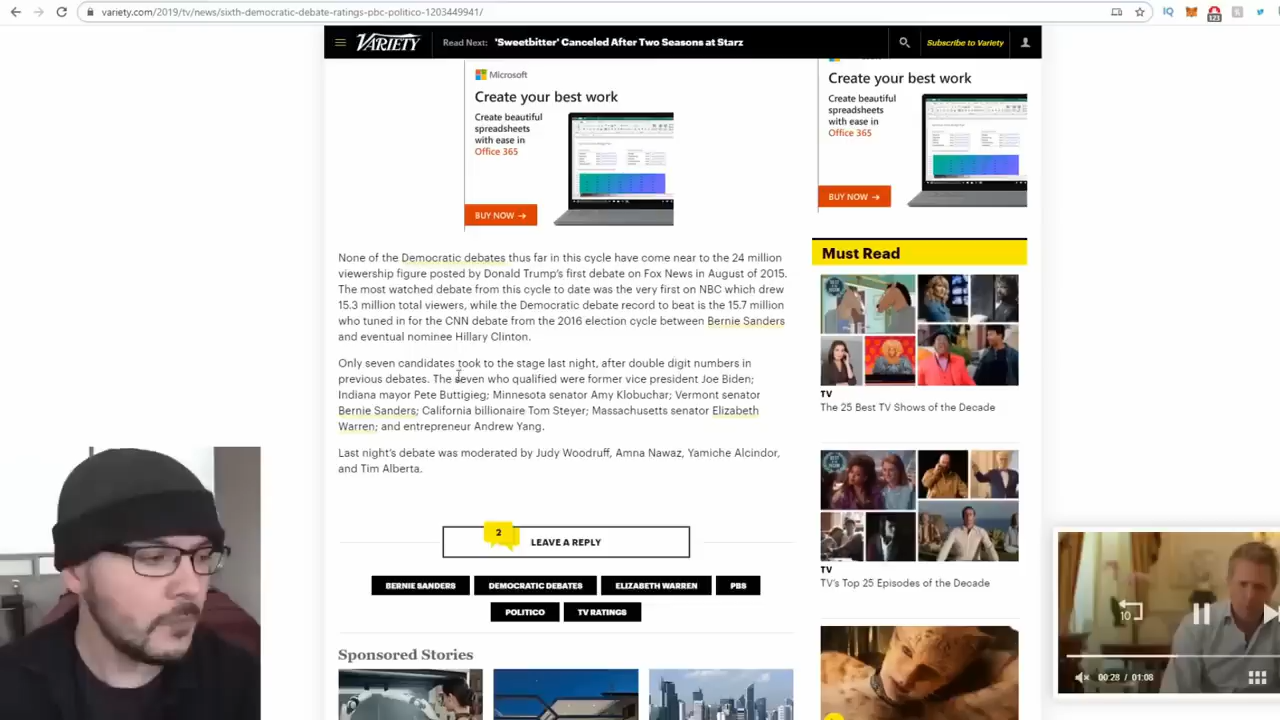 variety.com/2019/tv/news/sixth-democratic-debate-ratings-pbc-politico-1203449941/
123
VARIETY
Read Next: 'Sweetbitter' Canceled After Two Seasons at Starz
Subscribe to Variety
Microsoft
Create your best work
Create beautiful
spreadsheets
with ease in
Office 365
BUY NOW →
Create your best work
Create beautiful
spreadsheets
with ease in
Office 365
BUY NOW →
None of the Democratic debates thus far in this cycle have come near to the 24 million
viewership figure posted by Donald Trump's first debate on Fox News in August of 2015.
The most watched debate from this cycle to date was the very first on NBC which drew
15.3 million total viewers, while the Democratic debate record to beat is the 15.7 million
who tuned in for the CNN debate from the 2016 election cycle between Bernie Sanders
and eventual nominee Hillary Clinton.
Only seven candidates took to the stage last night, after double digit numbers in
previous debates. The seven who qualified were former vice president Joe Biden;
Indiana mayor Pete Buttigieg; Minnesota senator Amy Klobuchar; Vermont senator
Bernie Sanders; California billionaire Tom Steyer; Massachusetts senator Elizabeth
Warren; and entrepreneur Andrew Yang.
Last night's debate was moderated by Judy Woodruff, Amna Nawaz, Yamiche Alcindor,
and Tim Alberta.
2
LEAVE A REPLY
BERNIE SANDERS
DEMOCRATIC DEBATES
ELIZABETH WARREN
PBS
POLITICO
TV RATINGS
Sponsored Stories
Must Read
TV
The 25 Best TV Shows of the Decade
TV
TV's Top 25 Episodes of the Decade
10
00:28 / 01:08